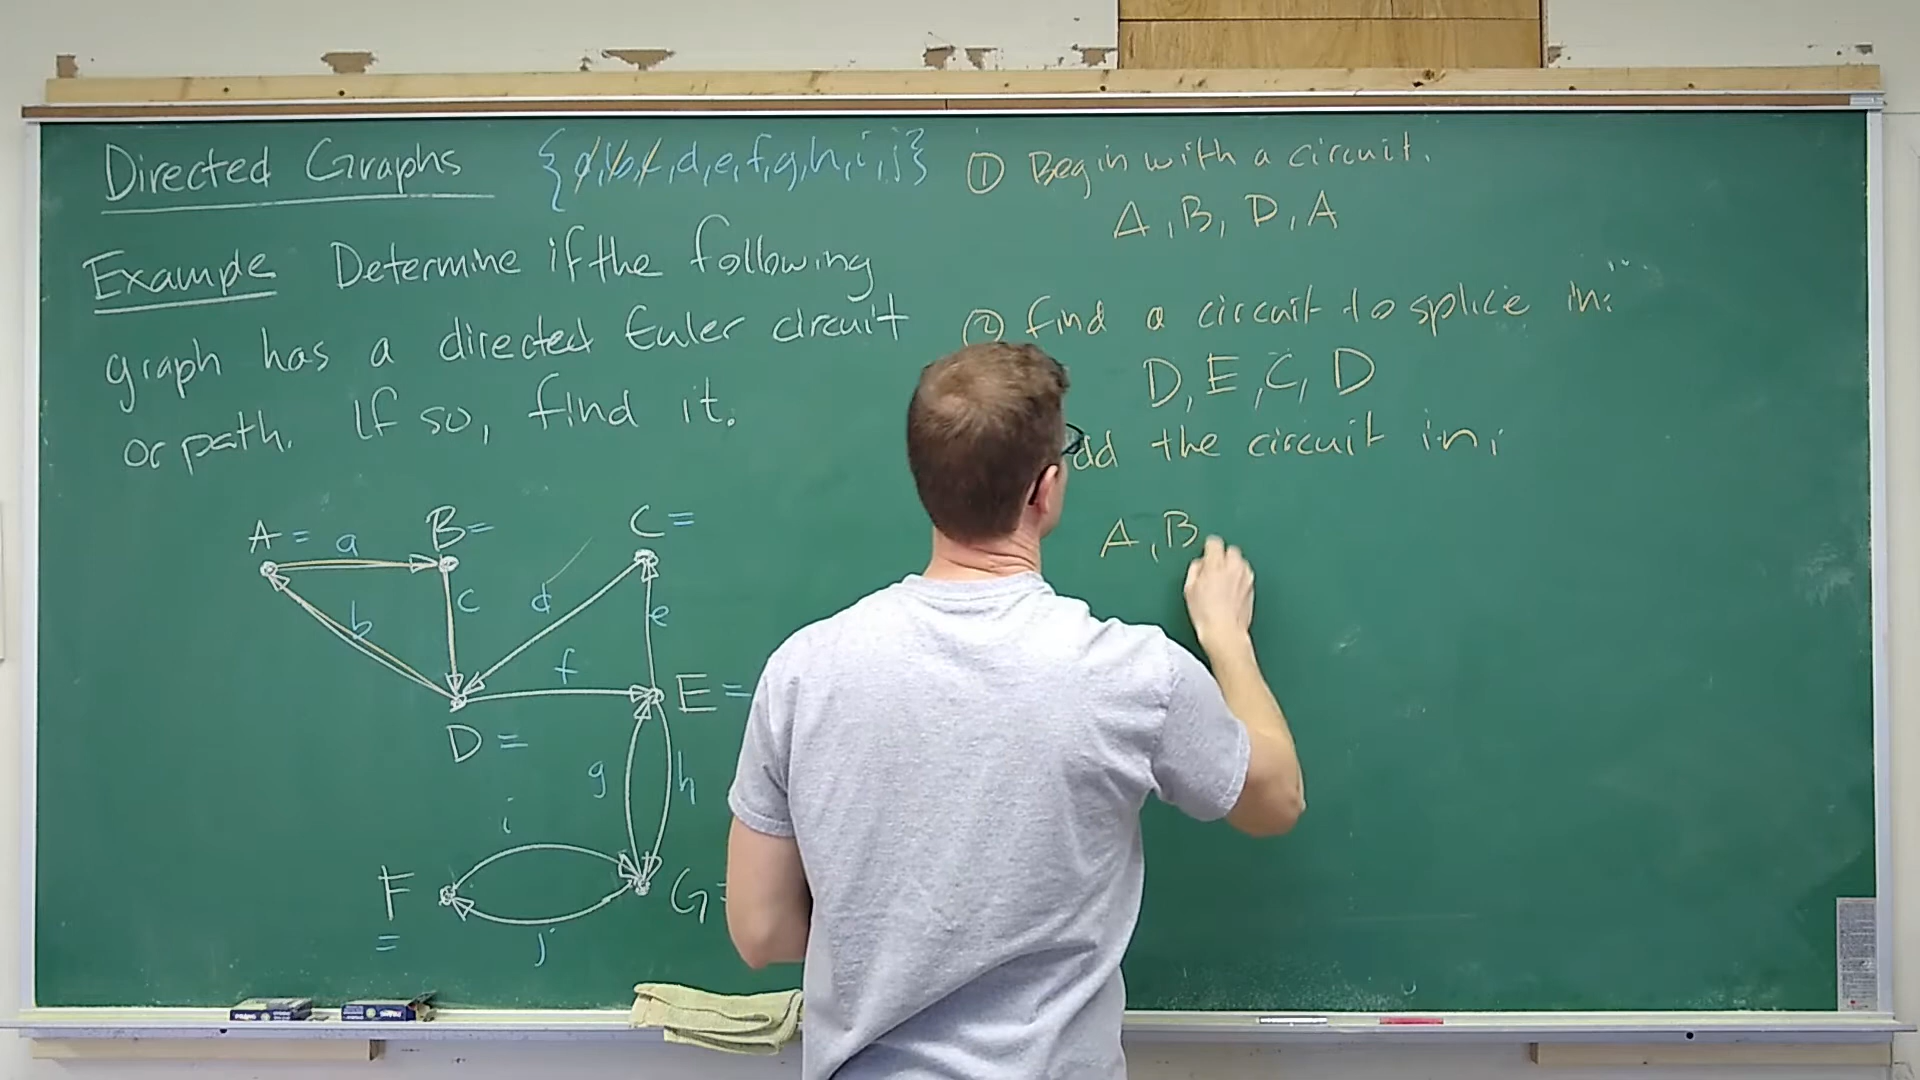 Directed Graphs {a,b,c,d,e,f,g,h,i,j}
Example Determine if the following
graph has a directed Euler circuit
or path. If so, find it.
A = a B =
C =
b c d e
f
E =
D =
g h
i
F
=
G =
j
① Begin with a circuit.
A, B, D, A
② find a circuit to splice in:
D, E, C, D
dd the circuit in:
A, B,